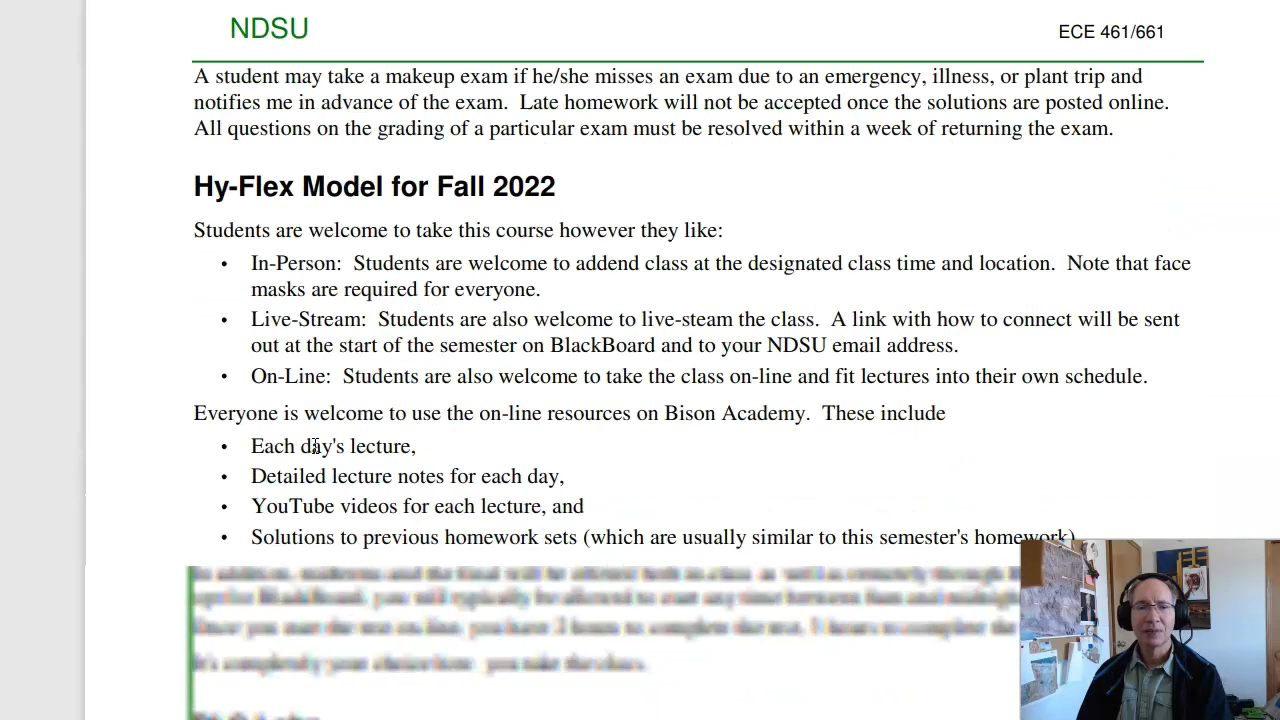 NDSU
ECE 461/661
A student may take a makeup exam if he/she misses an exam due to an emergency, illness, or plant trip and
notifies me in advance of the exam.  Late homework will not be accepted once the solutions are posted online.
All questions on the grading of a particular exam must be resolved within a week of returning the exam.
Hy-Flex Model for Fall 2022
Students are welcome to take this course however they like:
• In-Person:  Students are welcome to addend class at the designated class time and location.  Note that face
masks are required for everyone.
• Live-Stream:  Students are also welcome to live-steam the class.  A link with how to connect will be sent
out at the start of the semester on BlackBoard and to your NDSU email address.
• On-Line:  Students are also welcome to take the class on-line and fit lectures into their own schedule.
Everyone is welcome to use the on-line resources on Bison Academy.  These include
• Each day's lecture,
• Detailed lecture notes for each day,
• YouTube videos for each lecture, and
• Solutions to previous homework sets (which are usually similar to this semester's homework)